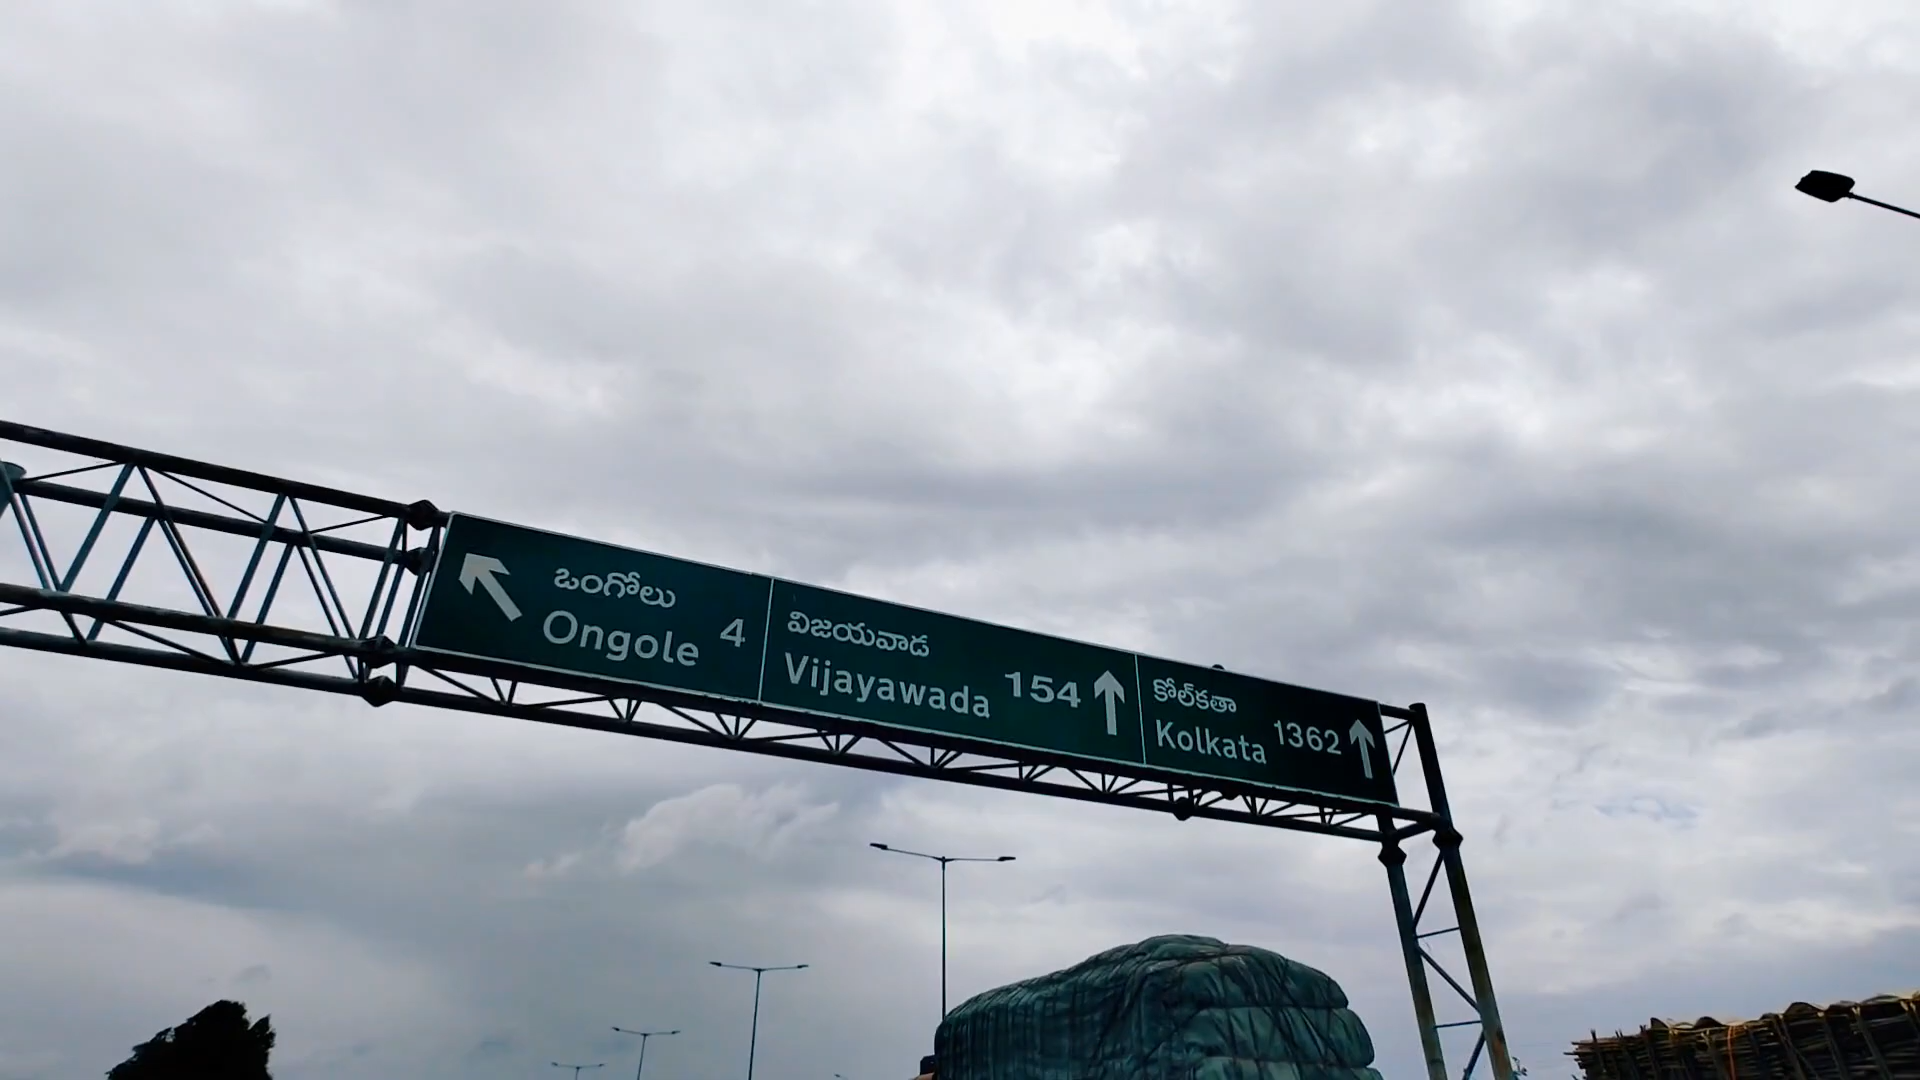 ఒంగోలు
Ongole 4
విజయవాడ
Vijayawada 154
కోల్‌కతా
Kolkata 1362